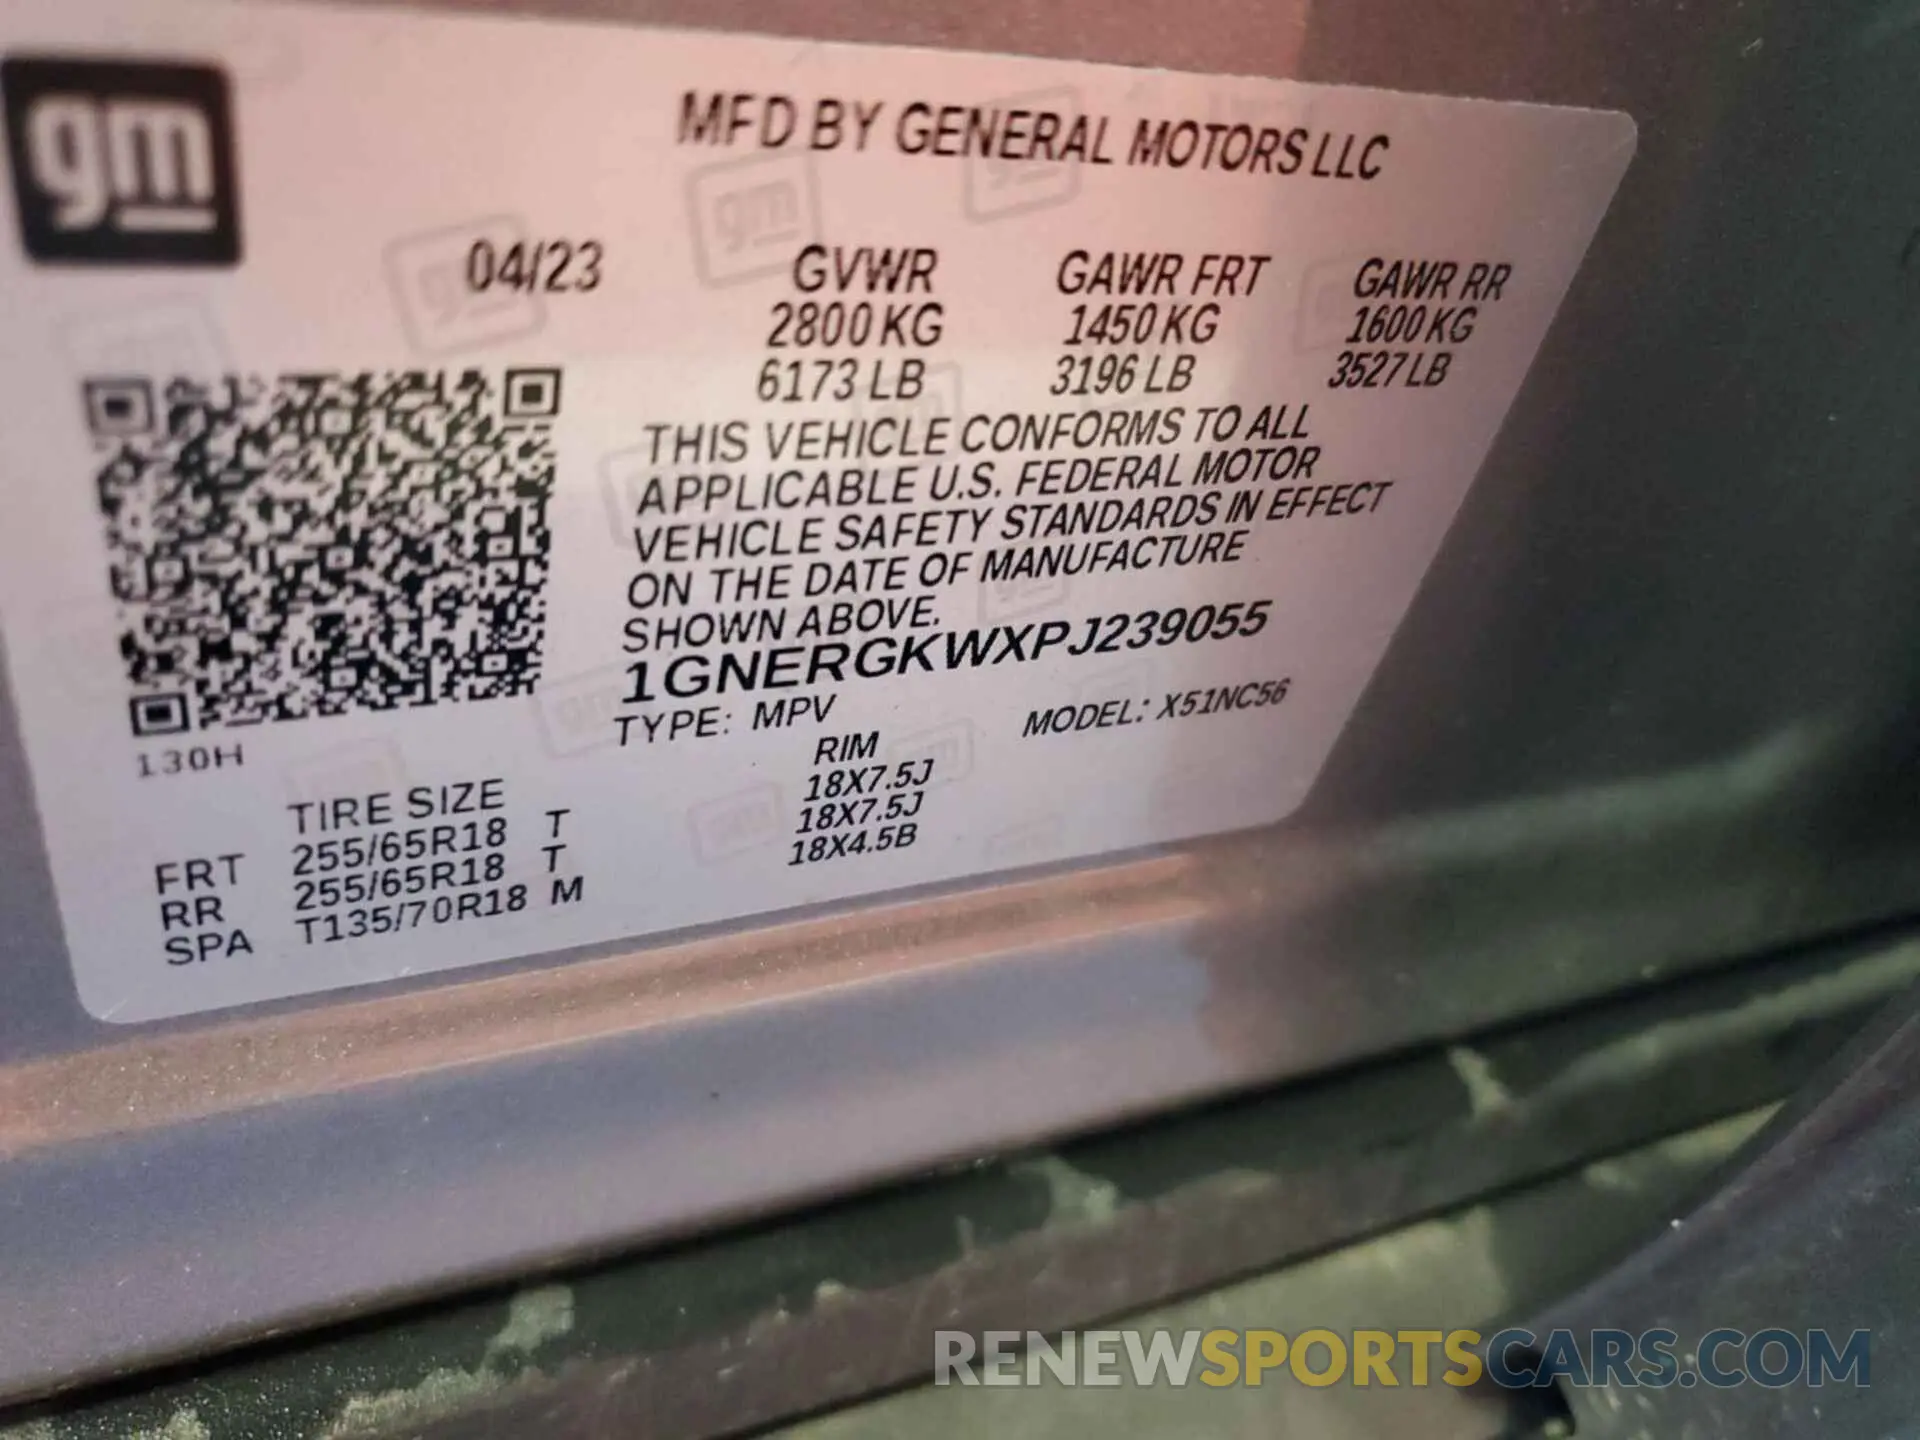 gm
MFD BY GENERAL MOTORS LLC
04/23 GVWR GAWR FRT GAWR RR
2800 KG 1450 KG 1600 KG
6173 LB 3196 LB 3527 LB
THIS VEHICLE CONFORMS TO ALL
APPLICABLE U.S. FEDERAL MOTOR
VEHICLE SAFETY STANDARDS IN EFFECT
ON THE DATE OF MANUFACTURE
SHOWN ABOVE.
1GNERGKWXPJ239055
TYPE: MPV MODEL: X51NC56
130H
TIRE SIZE RIM
FRT 255/65R18 T 18X7.5J
RR 255/65R18 T 18X7.5J
SPA T135/70R18 M 18X4.5B
RENEWSPORTSCARS.COM